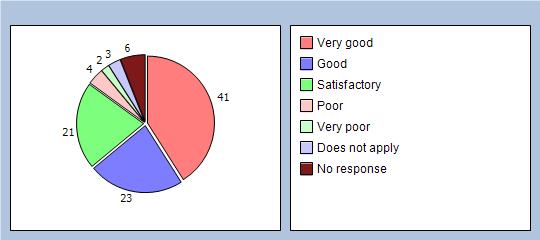 6
3
2
4
41
21
23
Very good
Good
Satisfactory
Poor
Very poor
Does not apply
No response